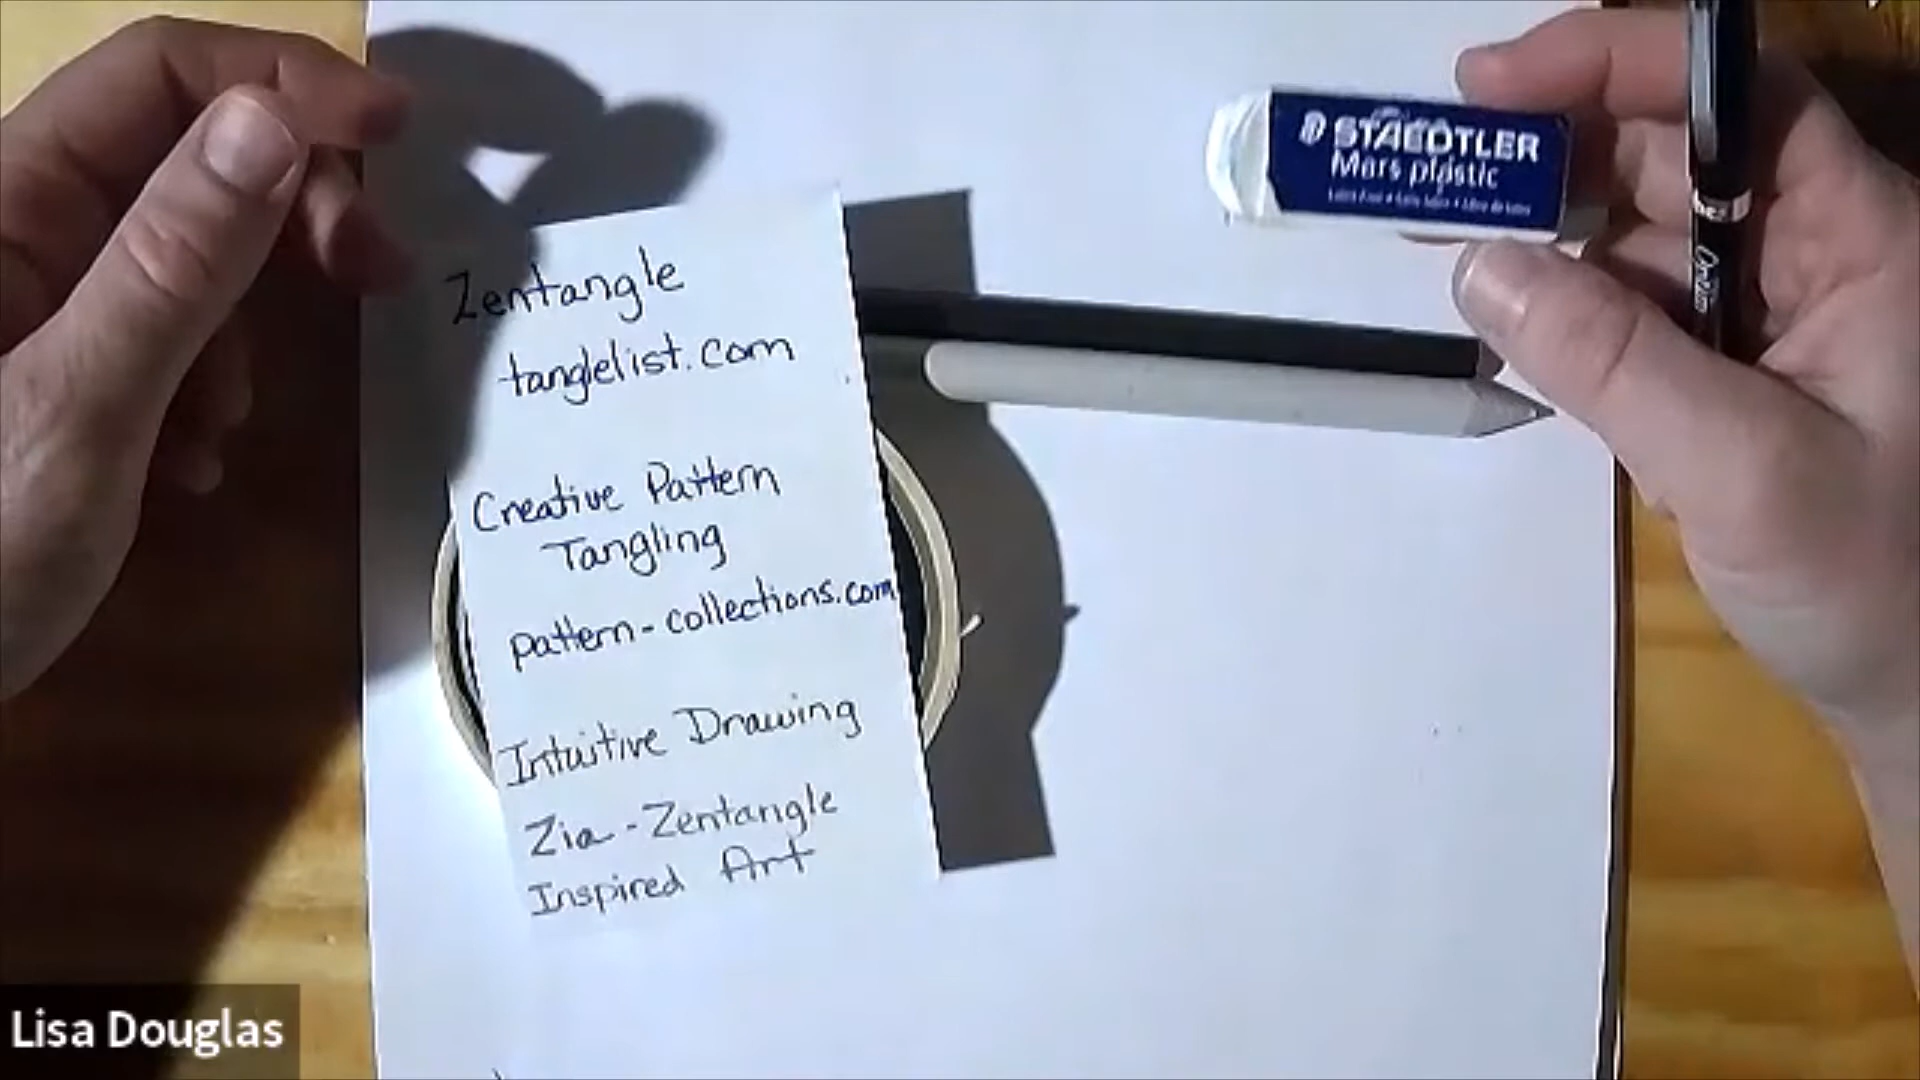 Zentangle
tanglelist.com
Creative Pattern
Tangling
pattern-collections.com
Intuitive Drawing
Zia - Zentangle
Inspired Art
STAEDTLER
Mars plastic
Lisa Douglas